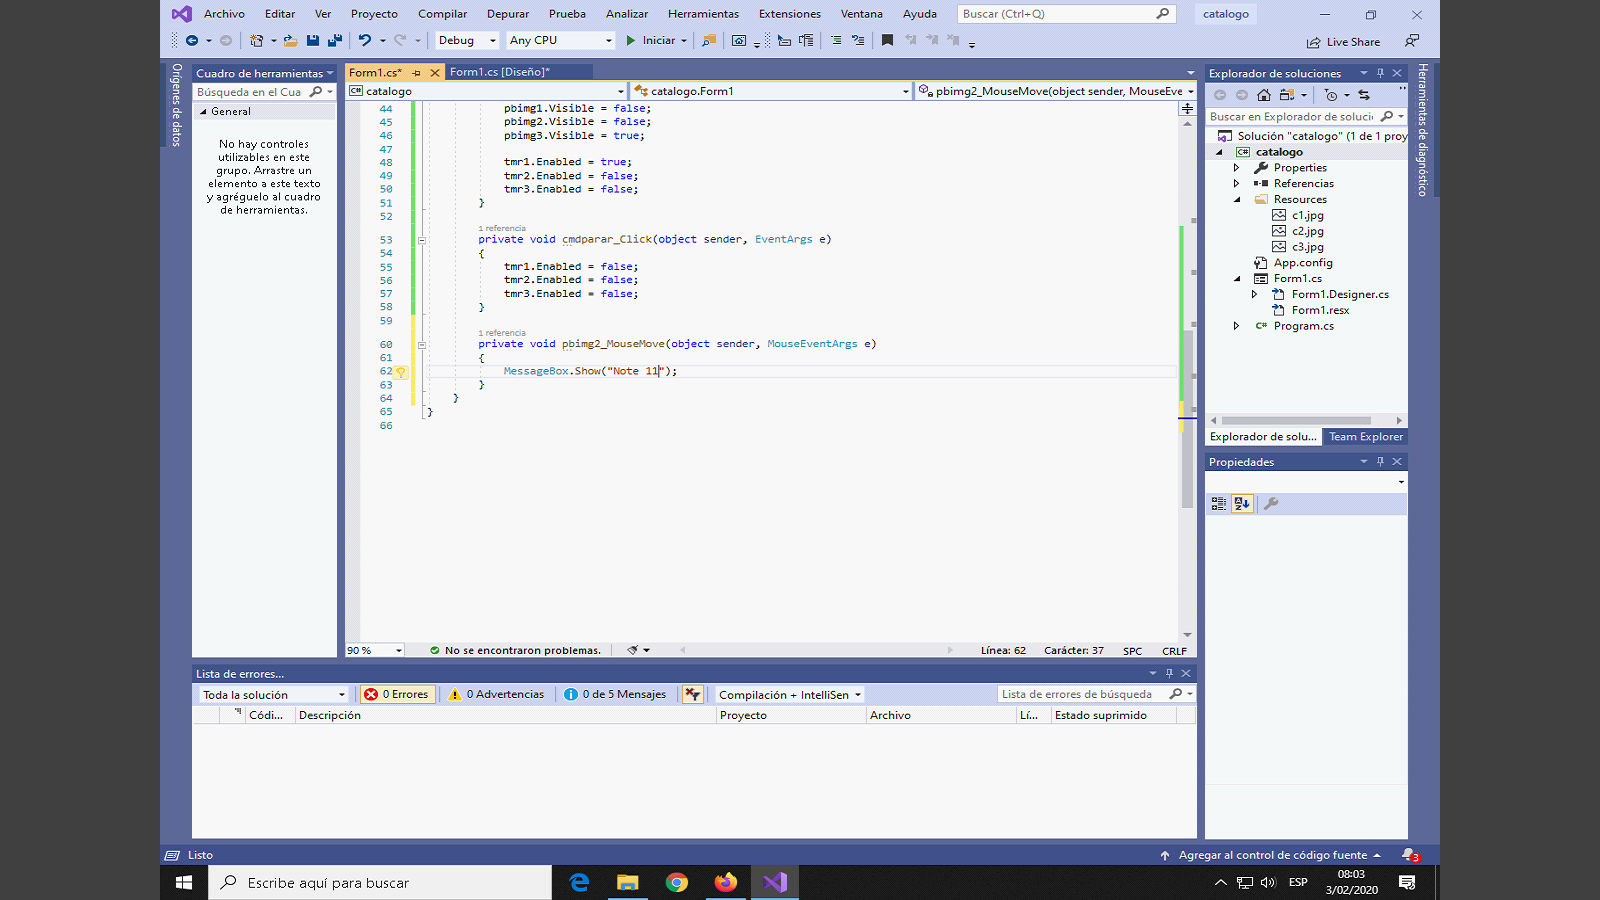 Archivo Editar Ver Proyecto Compilar Depurar Prueba Analizar Herramientas Extensiones Ventana Ayuda Buscar (Ctrl+Q) catalogo
Debug Any CPU Iniciar Live Share
Orígenes de datos
Cuadro de herramientas
Búsqueda en el Cua
General
No hay controles
utilizables en este
grupo. Arrastre un
elemento a este texto
y agréguelo al cuadro
de herramientas.
Form1.cs* Form1.cs [Diseño]*
catalogo catalogo.Form1 pbimg2_MouseMove(object sender, MouseEve
44 pbimg1.Visible = false;
45 pbimg2.Visible = false;
46 pbimg3.Visible = true;
47
48 tmr1.Enabled = true;
49 tmr2.Enabled = false;
50 tmr3.Enabled = false;
51 }
52
1 referencia
53 private void cmdparar_Click(object sender, EventArgs e)
54 {
55 tmr1.Enabled = false;
56 tmr2.Enabled = false;
57 tmr3.Enabled = false;
58 }
59
1 referencia
60 private void pbimg2_MouseMove(object sender, MouseEventArgs e)
61 {
62 MessageBox.Show("Note 11");
63 }
64 }
65 }
66
90 % No se encontraron problemas. Línea: 62 Carácter: 37 SPC CRLF
Explorador de soluciones
Buscar en Explorador de soluci
Solución "catalogo" (1 de 1 proy
catalogo
Properties
Referencias
Resources
c1.jpg
c2.jpg
c3.jpg
App.config
Form1.cs
Form1.Designer.cs
Form1.resx
Program.cs
Explorador de solu... Team Explorer
Propiedades
Herramientas de diagnóstico
Lista de errores...
Toda la solución 0 Errores 0 Advertencias 0 de 5 Mensajes Compilación + IntelliSen Lista de errores de búsqueda
Códi... Descripción Proyecto Archivo Lí... Estado suprimido
Listo Agregar al control de código fuente 3
Escribe aquí para buscar ESP
08:03
3/02/2020